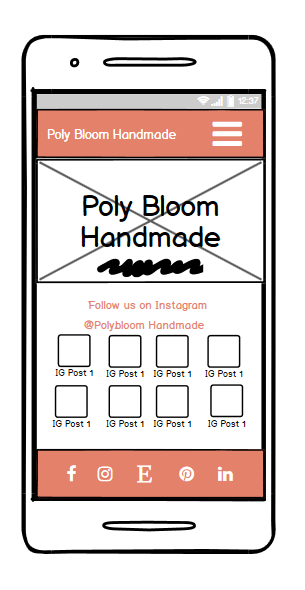 12:37
Poly Bloom Handmade
Poly Bloom
Handmade
Follow us on Instagram
@Polybloom Handmade
IG Post 1 IG Post 1 IG Post 1 IG Post 1
IG Post 1 IG Post 1 IG Post 1 IG Post 1
f E in